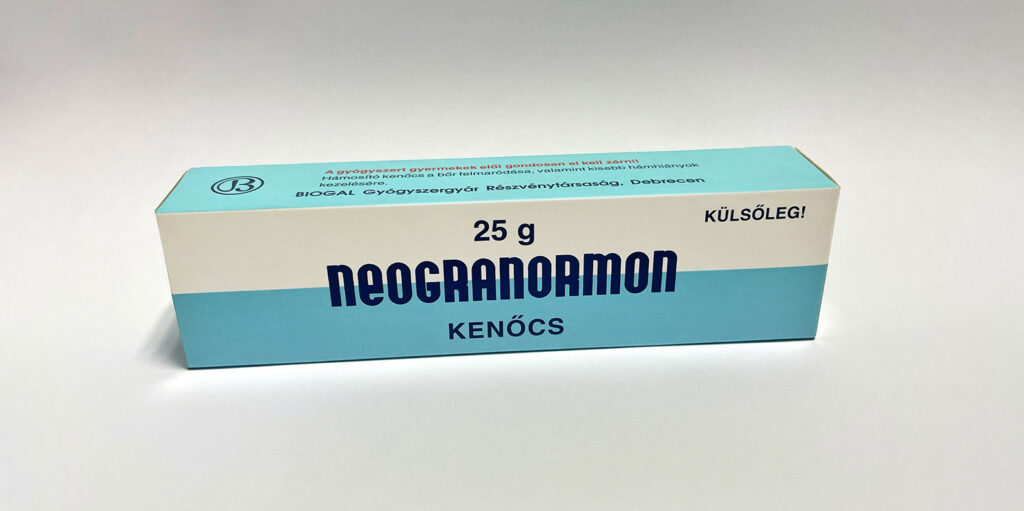 A gyógyszert gyermekek elől gondosan el kell zárni!
Hámosító kenőcs a bőr felmaródása, valamint kisebb hámhiányok
kezelésére.
BIOGAL Gyógyszergyár Részvénytársaság, Debrecen
KÜLSŐLEG!
25 g
neoGRAnoRmon
KENŐCS